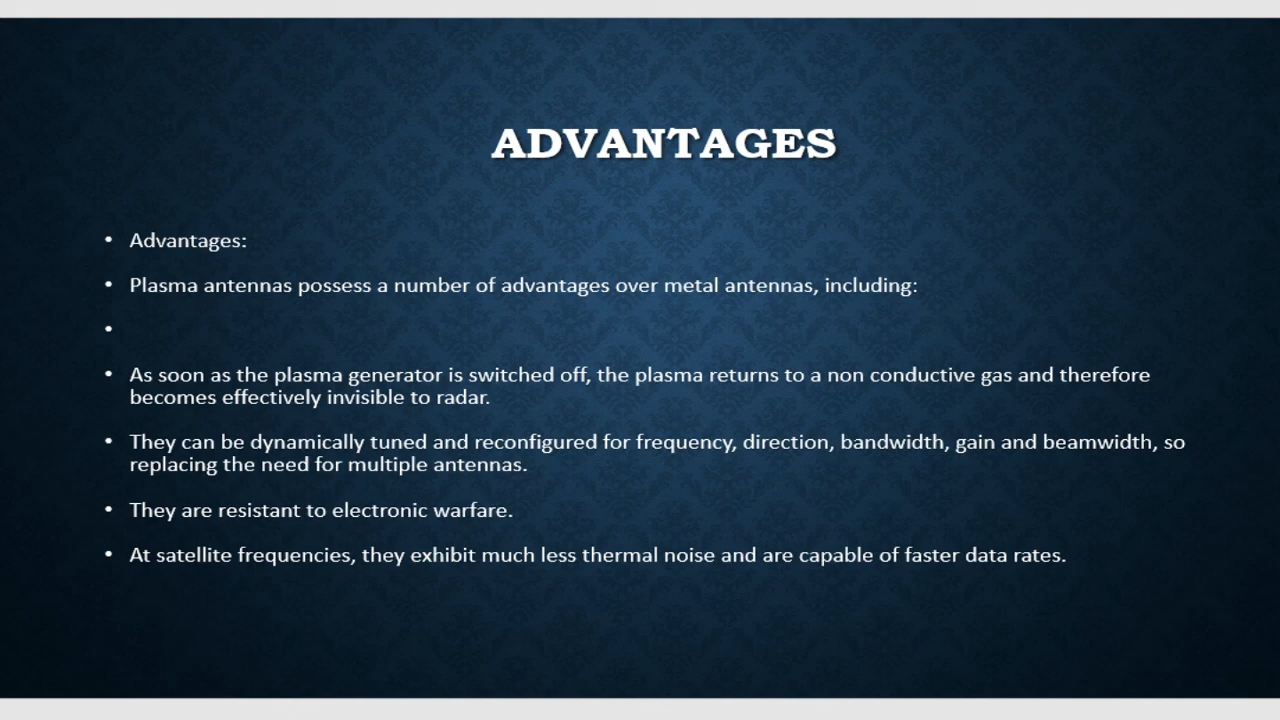 ADVANTAGES
• Advantages:
• Plasma antennas possess a number of advantages over metal antennas, including:
•
• As soon as the plasma generator is switched off, the plasma returns to a non conductive gas and therefore
becomes effectively invisible to radar.
• They can be dynamically tuned and reconfigured for frequency, direction, bandwidth, gain and beamwidth, so
replacing the need for multiple antennas.
• They are resistant to electronic warfare.
• At satellite frequencies, they exhibit much less thermal noise and are capable of faster data rates.